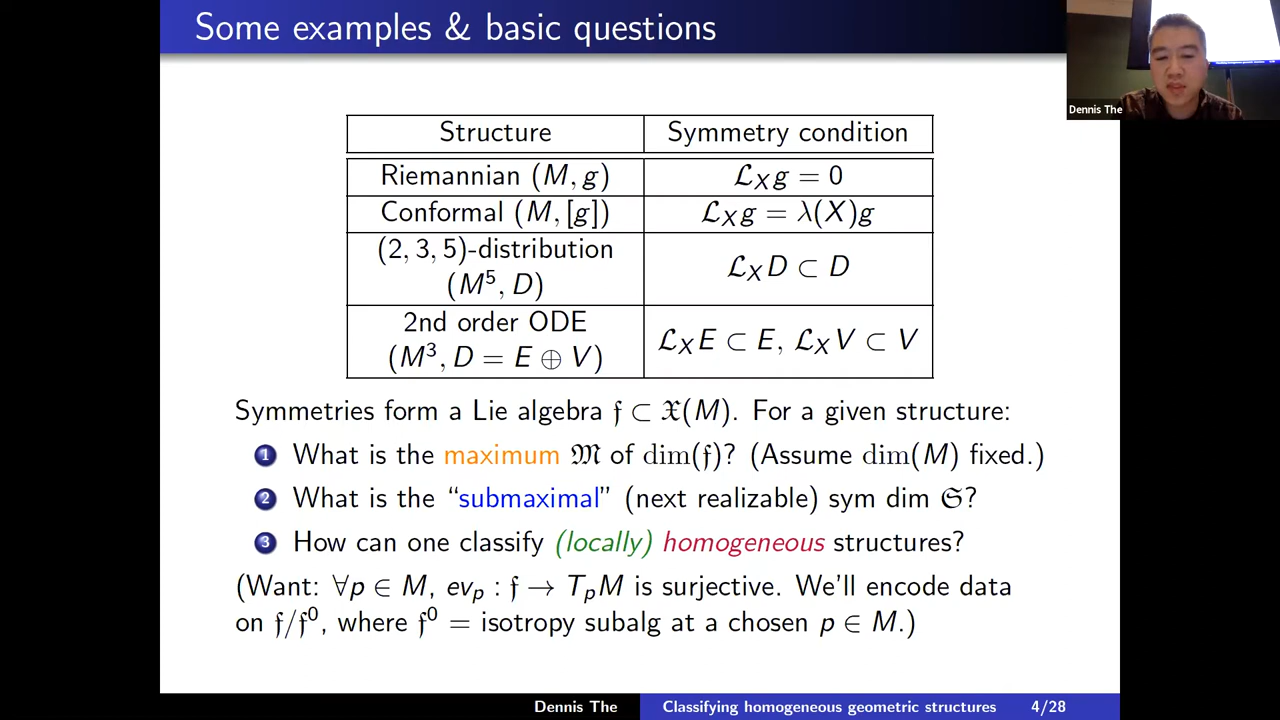 Some examples & basic questions
Dennis The
Structure Symmetry condition
Riemannian (M, g) ℒ_X g = 0
Conformal (M, [g]) ℒ_X g = λ(X)g
(2, 3, 5)-distribution
(M⁵, D) ℒ_X D ⊂ D
2nd order ODE
(M³, D = E ⊕ V) ℒ_X E ⊂ E, ℒ_X V ⊂ V
Symmetries form a Lie algebra 𝔣 ⊂ 𝔛(M). For a given structure:
1 What is the maximum 𝔐 of dim(𝔣)? (Assume dim(M) fixed.)
2 What is the “submaximal” (next realizable) sym dim 𝔖?
3 How can one classify (locally) homogeneous structures?
(Want: ∀p ∈ M, ev_p : 𝔣 → T_pM is surjective. We'll encode data
on 𝔣/𝔣⁰, where 𝔣⁰ = isotropy subalg at a chosen p ∈ M.)
Dennis The Classifying homogeneous geometric structures 4/28